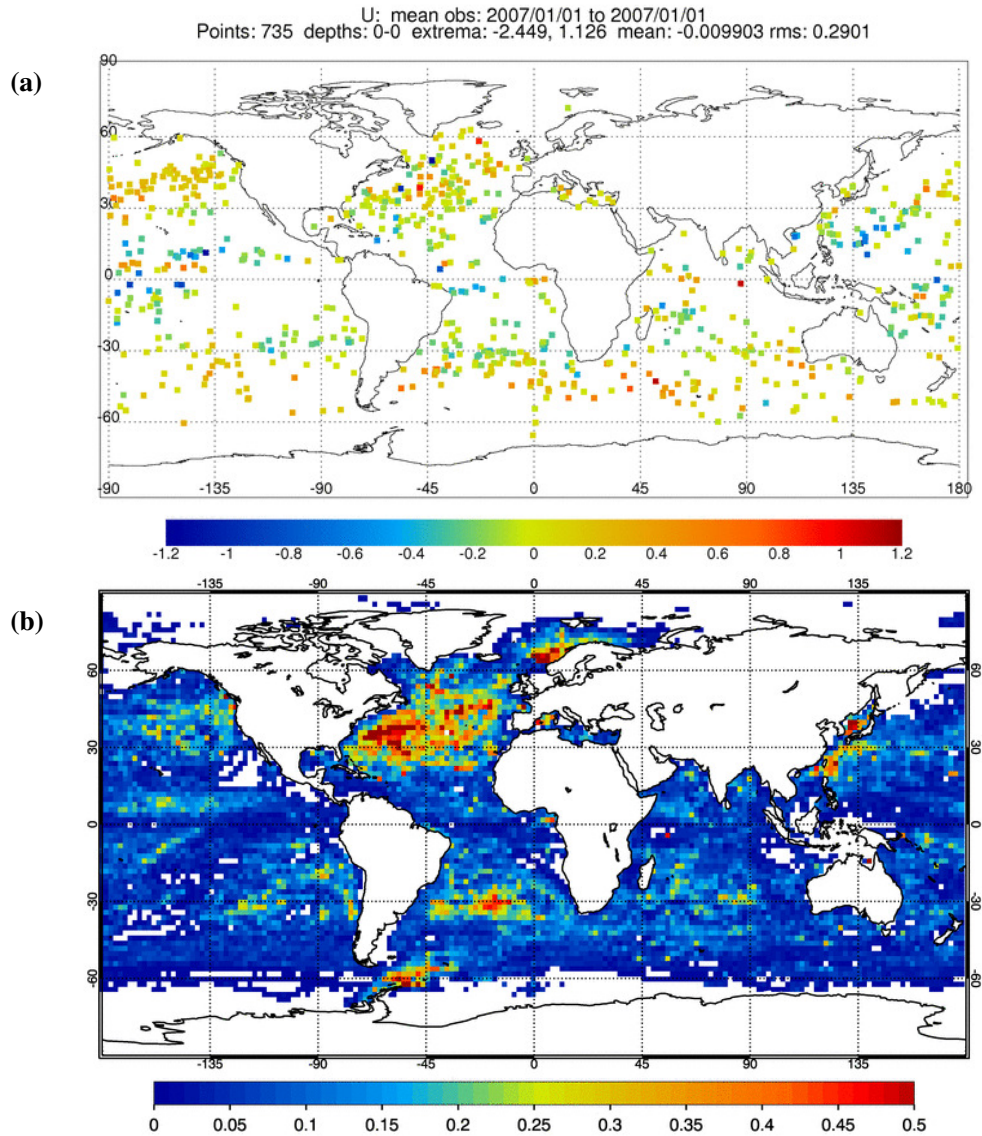 U: mean obs: 2007/01/01 to 2007/01/01
Points: 735 depths: 0-0 extrema: -2.449, 1.126 mean: -0.009903 rms: 0.2901
(a)
90
60
30
0
-30
-60
-90 -135 -90 -45 0 45 90 135 180
-1.2 -1 -0.8 -0.6 -0.4 -0.2 0 0.2 0.4 0.6 0.8 1 1.2
(b)
-135 -90 -45 0 45 90 135
60 60
30 30
0 0
-30 -30
-60 -60
-135 -90 -45 0 45 90 135
0 0.05 0.1 0.15 0.2 0.25 0.3 0.35 0.4 0.45 0.5